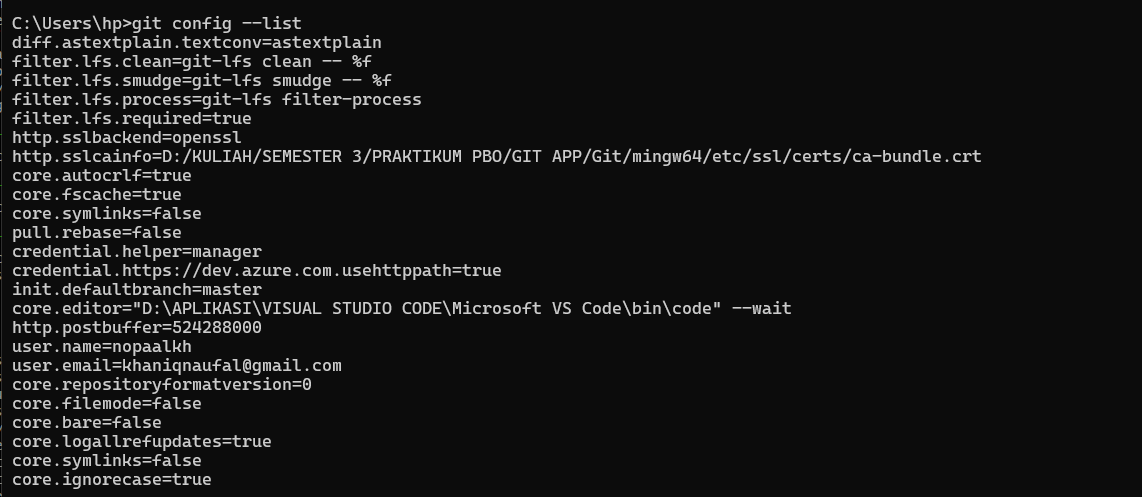 C:\Users\hp>git config --list
diff.astextplain.textconv=astextplain
filter.lfs.clean=git-lfs clean -- %f
filter.lfs.smudge=git-lfs smudge -- %f
filter.lfs.process=git-lfs filter-process
filter.lfs.required=true
http.sslbackend=openssl
http.sslcainfo=D:/KULIAH/SEMESTER 3/PRAKTIKUM PBO/GIT APP/Git/mingw64/etc/ssl/certs/ca-bundle.crt
core.autocrlf=true
core.fscache=true
core.symlinks=false
pull.rebase=false
credential.helper=manager
credential.https://dev.azure.com.usehttppath=true
init.defaultbranch=master
core.editor="D:\APLIKASI\VISUAL STUDIO CODE\Microsoft VS Code\bin\code" --wait
http.postbuffer=524288000
user.name=nopaalkh
user.email=khaniqnaufal@gmail.com
core.repositoryformatversion=0
core.filemode=false
core.bare=false
core.logallrefupdates=true
core.symlinks=false
core.ignorecase=true